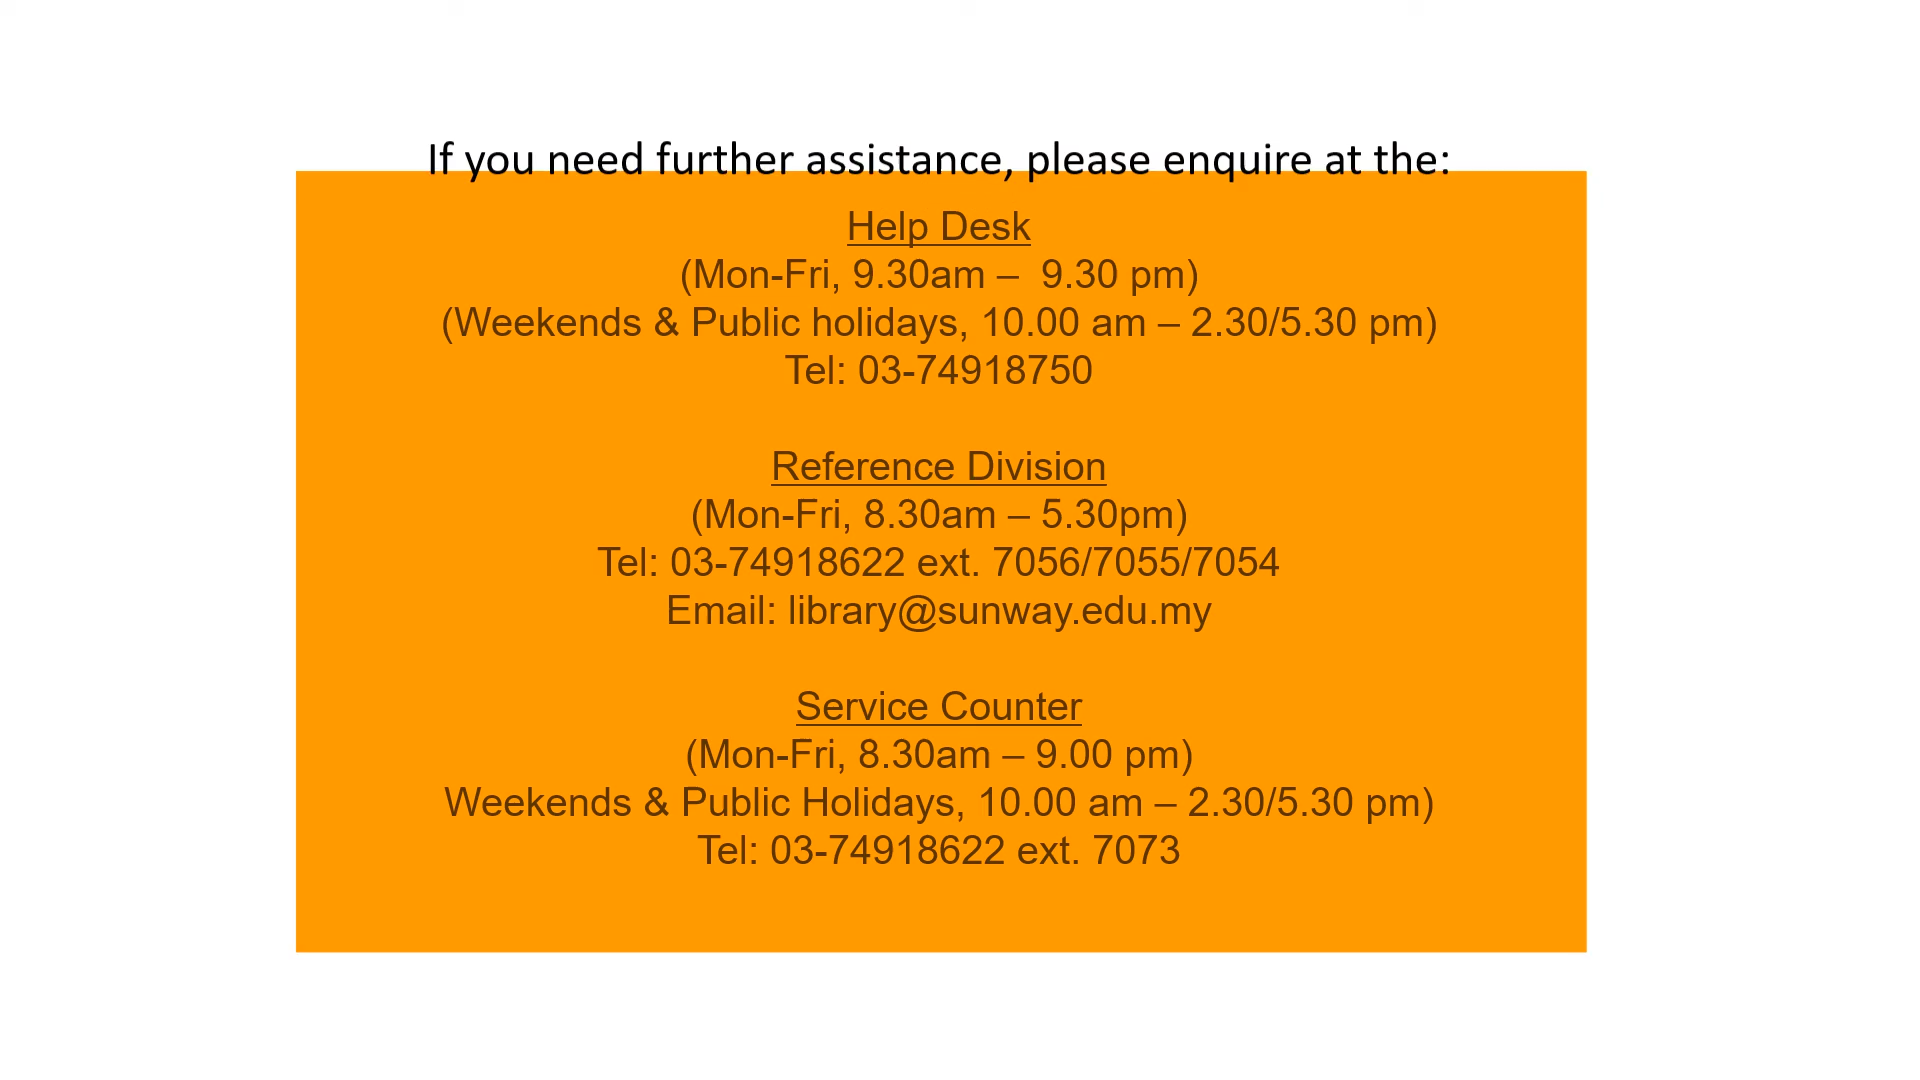 If you need further assistance, please enquire at the:
Help Desk
(Mon-Fri, 9.30am –  9.30 pm)
(Weekends & Public holidays, 10.00 am – 2.30/5.30 pm)
Tel: 03-74918750
Reference Division
(Mon-Fri, 8.30am – 5.30pm)
Tel: 03-74918622 ext. 7056/7055/7054
Email: library@sunway.edu.my
Service Counter
(Mon-Fri, 8.30am – 9.00 pm)
Weekends & Public Holidays, 10.00 am – 2.30/5.30 pm)
Tel: 03-74918622 ext. 7073